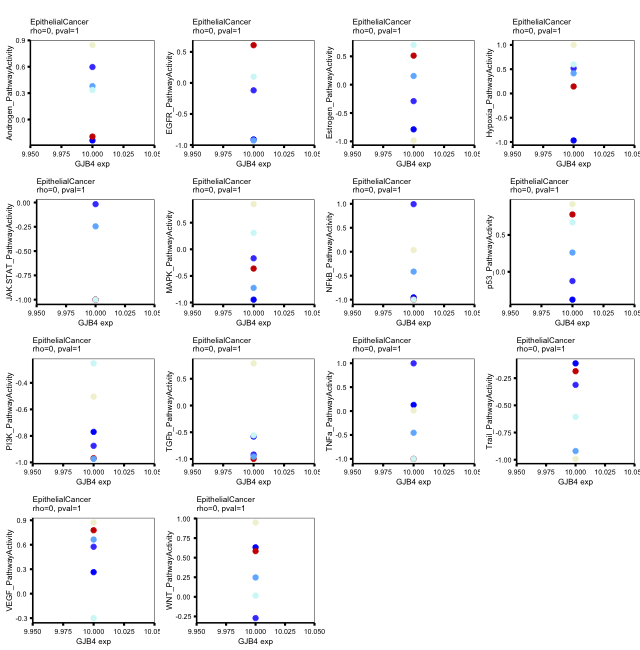 EpithelialCancer
rho=0, pval=1
Androgen_PathwayActivity
0.9
0.6
0.3
0.0
9.950 9.975 10.000 10.025 10.05
GJB4 exp
EpithelialCancer
rho=0, pval=1
EGFR_PathwayActivity
0.5
0.0
-0.5
-1.0
9.950 9.975 10.000 10.025 10.05
GJB4 exp
EpithelialCancer
rho=0, pval=1
Estrogen_PathwayActivity
0.5
0.0
-0.5
-1.0
9.950 9.975 10.000 10.025 10.05
GJB4 exp
EpithelialCancer
rho=0, pval=1
Hypoxia_PathwayActivity
1.0
0.5
0.0
-0.5
-1.0
9.950 9.975 10.000 10.025 10.05
GJB4 exp
EpithelialCancer
rho=0, pval=1
JAK.STAT_PathwayActivity
0.00
-0.25
-0.50
-0.75
-1.00
9.950 9.975 10.000 10.025 10.05
GJB4 exp
EpithelialCancer
rho=0, pval=1
MAPK_PathwayActivity
0.5
0.0
-0.5
-1.0
9.950 9.975 10.000 10.025 10.05
GJB4 exp
EpithelialCancer
rho=0, pval=1
NFkB_PathwayActivity
1.0
0.5
0.0
-0.5
-1.0
9.950 9.975 10.000 10.025 10.05
GJB4 exp
EpithelialCancer
rho=0, pval=1
p53_PathwayActivity
0.5
0.0
9.950 9.975 10.000 10.025 10.05
GJB4 exp
EpithelialCancer
rho=0, pval=1
PI3K_PathwayActivity
-0.4
-0.6
-0.8
-1.0
9.950 9.975 10.000 10.025 10.05
GJB4 exp
EpithelialCancer
rho=0, pval=1
TGFb_PathwayActivity
0.5
0.0
-0.5
-1.0
9.950 9.975 10.000 10.025 10.05
GJB4 exp
EpithelialCancer
rho=0, pval=1
TNFa_PathwayActivity
1.0
0.5
0.0
-0.5
-1.0
9.950 9.975 10.000 10.025 10.05
GJB4 exp
EpithelialCancer
rho=0, pval=1
Trail_PathwayActivity
-0.25
-0.50
-0.75
-1.00
9.950 9.975 10.000 10.025 10.05
GJB4 exp
EpithelialCancer
rho=0, pval=1
VEGF_PathwayActivity
0.9
0.6
0.3
0.0
-0.3
9.950 9.975 10.000 10.025 10.05
GJB4 exp
EpithelialCancer
rho=0, pval=1
WNT_PathwayActivity
1.00
0.75
0.50
0.25
0.00
-0.25
9.950 9.975 10.000 10.025 10.050
GJB4 exp